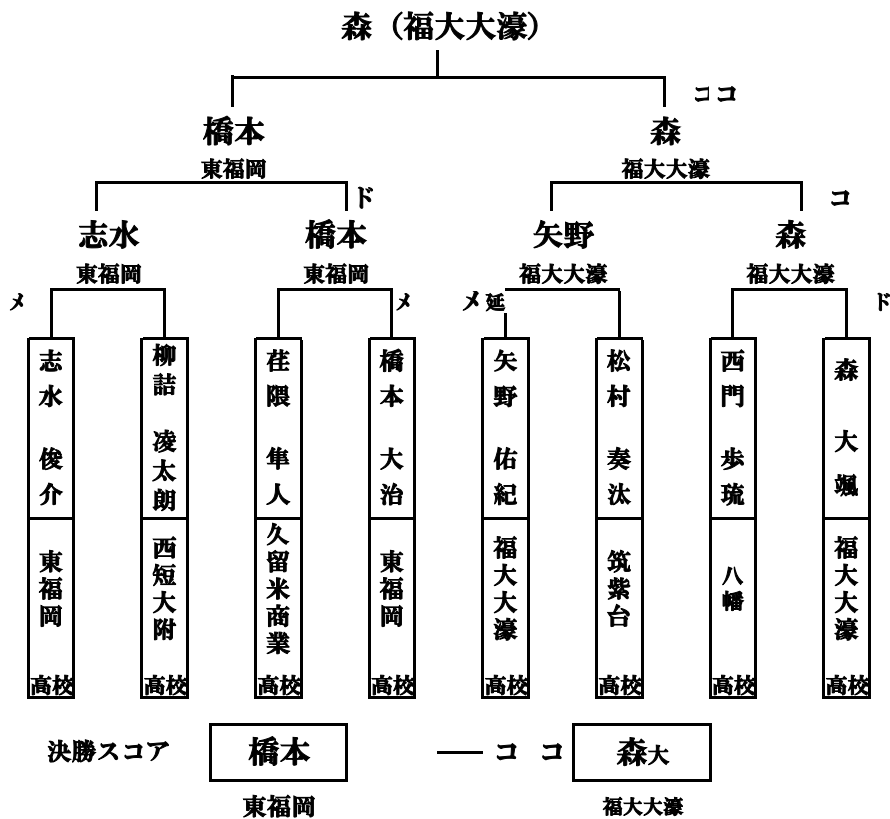 森（福大大濠）
ココ
橋本
森
東福岡
福大大濠
ド
コ
志水
橋本
矢野
森
東福岡
東福岡
福大大濠
福大大濠
メ
メ
メ延
ド
志水 俊介
柳詰 凌太朗
荏隈 隼人
橋本 大治
矢野 佑紀
松村 奏汰
西門 歩琉
森 大颯
東福岡
西短大附
久留米商業
東福岡
福大大濠
筑紫台
八幡
福大大濠
高校
高校
高校
高校
高校
高校
高校
高校
決勝スコア 橋本 — コ コ 森大
東福岡
福大大濠